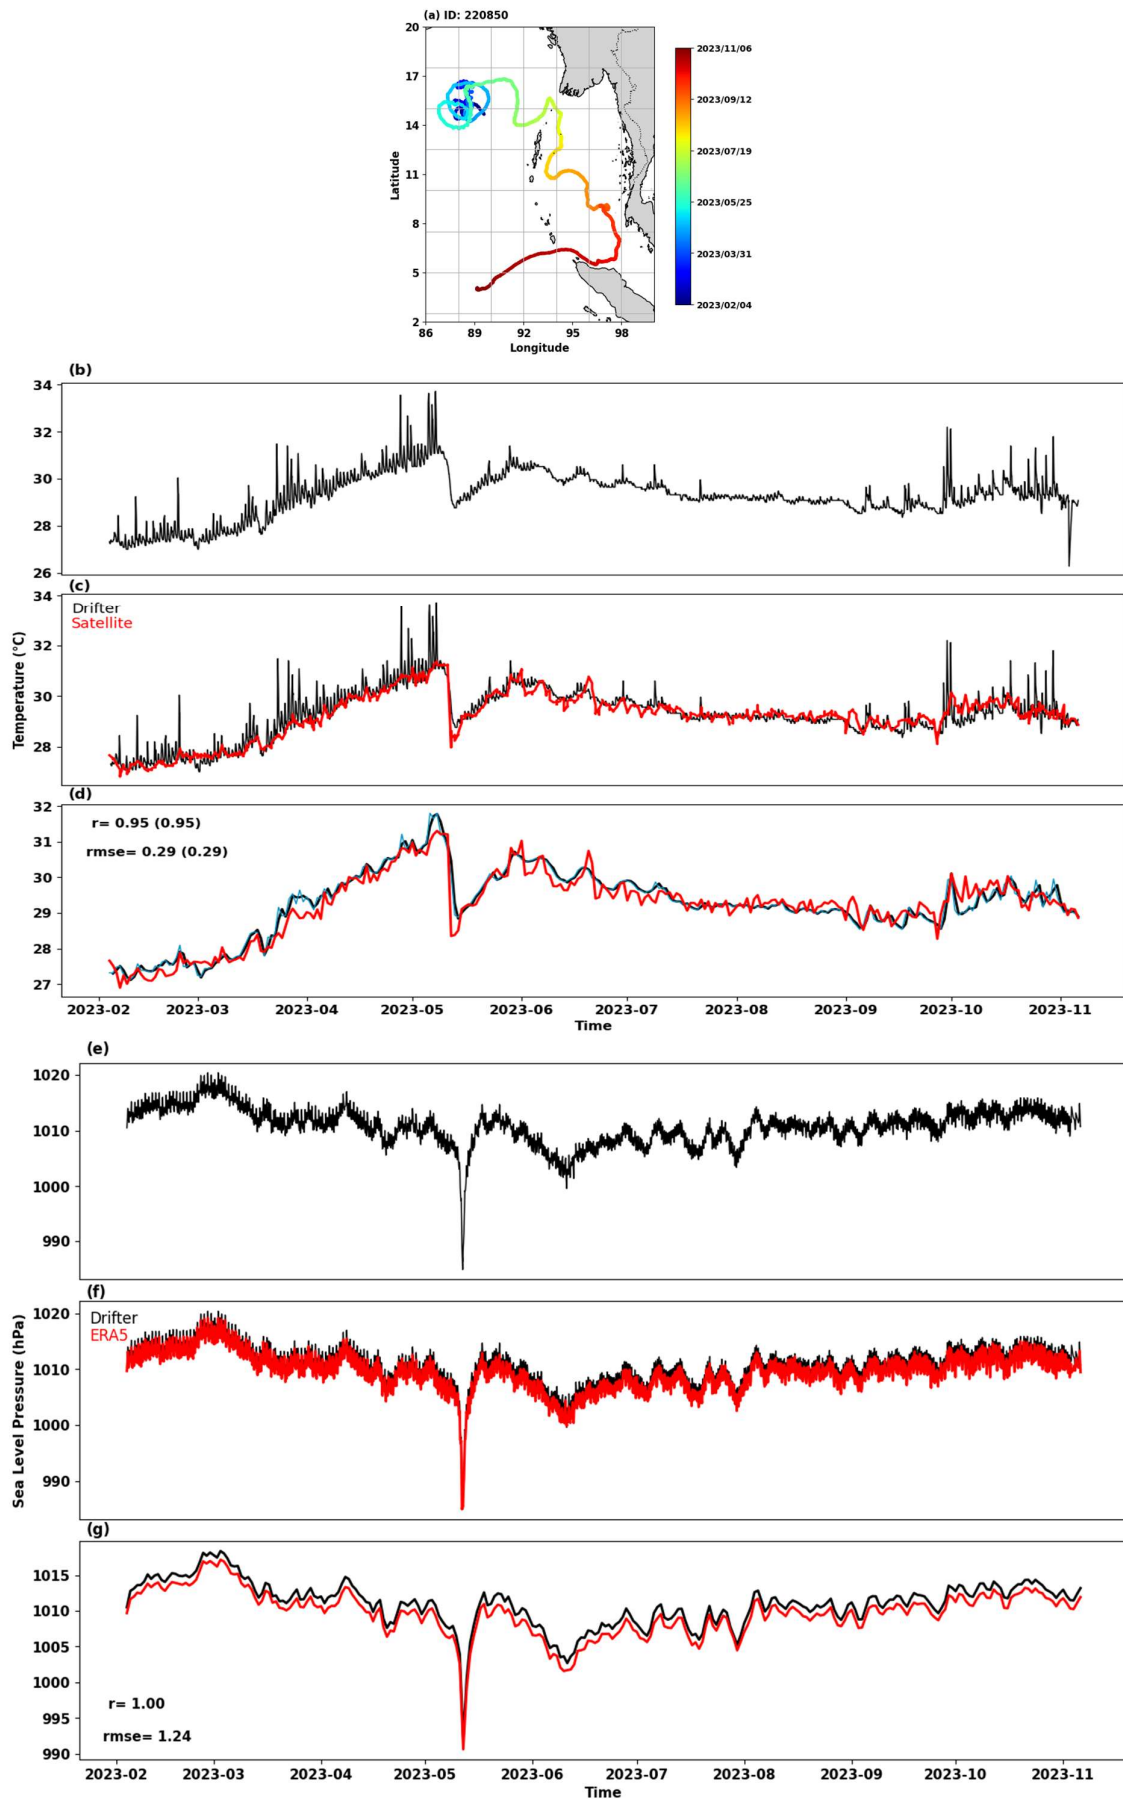 (a) ID: 220850
20
17
14
11
8
5
2
Latitude
86 89 92 95 98
Longitude
2023/11/06
2023/09/12
2023/07/19
2023/05/25
2023/03/31
2023/02/04
(b)
34
32
30
28
26
(c)
Drifter
Satellite
34
32
30
28
Temperature (°C)
(d)
r= 0.95 (0.95)
rmse= 0.29 (0.29)
32
31
30
29
28
27
2023-02 2023-03 2023-04 2023-05 2023-06 2023-07 2023-08 2023-09 2023-10 2023-11
Time
(e)
1020
1010
1000
990
(f)
Drifter
ERA5
1020
1010
1000
990
Sea Level Pressure (hPa)
(g)
1015
1010
1005
1000
995
990
r= 1.00
rmse= 1.24
2023-02 2023-03 2023-04 2023-05 2023-06 2023-07 2023-08 2023-09 2023-10 2023-11
Time